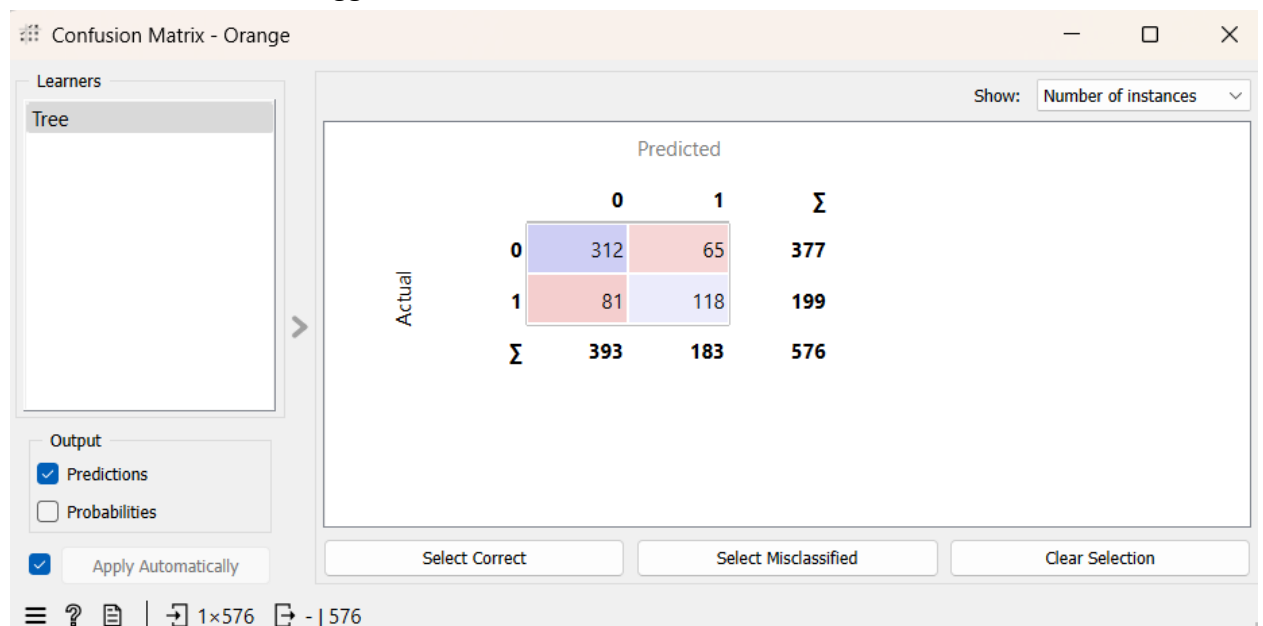 Confusion Matrix - Orange
Learners
Tree
Show: Number of instances
Predicted
0 1 Σ
Actual
0 312 65 377
1 81 118 199
Σ 393 183 576
Output
Predictions
Probabilities
Apply Automatically
Select Correct Select Misclassified Clear Selection
1×576 - | 576